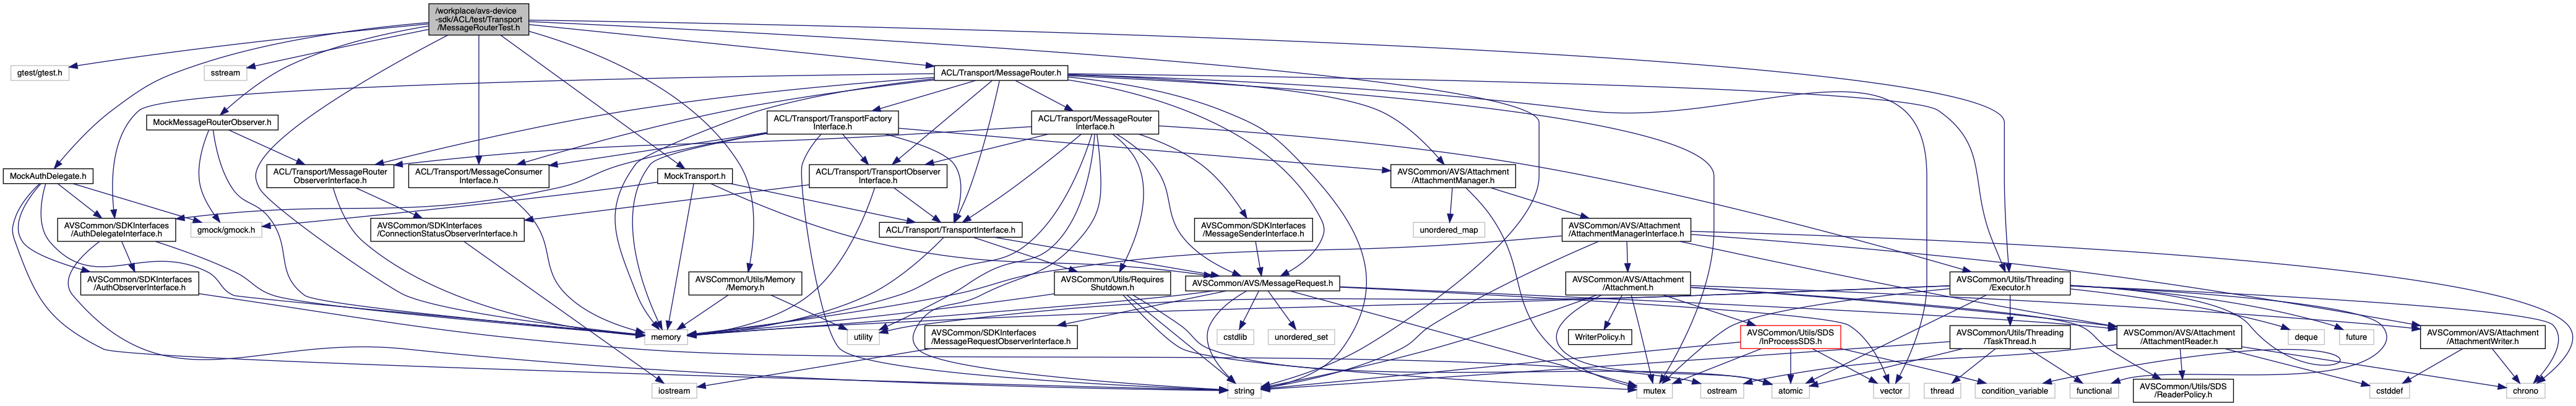 /workplace/avs-device
-sdk/ACL/test/Transport
/MessageRouterTest.h
gtest/gtest.h
sstream
ACL/Transport/MessageRouter.h
MockMessageRouterObserver.h
ACL/Transport/TransportFactory
Interface.h
ACL/Transport/MessageRouter
Interface.h
MockAuthDelegate.h
ACL/Transport/MessageRouter
ObserverInterface.h
ACL/Transport/MessageConsumer
Interface.h
MockTransport.h
ACL/Transport/TransportObserver
Interface.h
AVSCommon/AVS/Attachment
/AttachmentManager.h
AVSCommon/SDKInterfaces
/AuthDelegateInterface.h
gmock/gmock.h
AVSCommon/SDKInterfaces
/ConnectionStatusObserverInterface.h
ACL/Transport/TransportInterface.h
AVSCommon/SDKInterfaces
/MessageSenderInterface.h
unordered_map
AVSCommon/AVS/Attachment
/AttachmentManagerInterface.h
AVSCommon/SDKInterfaces
/AuthObserverInterface.h
AVSCommon/Utils/Memory
/Memory.h
AVSCommon/Utils/Requires
Shutdown.h
AVSCommon/AVS/MessageRequest.h
AVSCommon/AVS/Attachment
/Attachment.h
AVSCommon/Utils/Threading
/Executor.h
memory
utility
AVSCommon/SDKInterfaces
/MessageRequestObserverInterface.h
cstdlib
unordered_set
WriterPolicy.h
AVSCommon/Utils/SDS
/InProcessSDS.h
AVSCommon/Utils/Threading
/TaskThread.h
AVSCommon/AVS/Attachment
/AttachmentReader.h
deque
future
AVSCommon/AVS/Attachment
/AttachmentWriter.h
iostream
string
mutex
ostream
atomic
vector
thread
condition_variable
functional
AVSCommon/Utils/SDS
/ReaderPolicy.h
cstddef
chrono